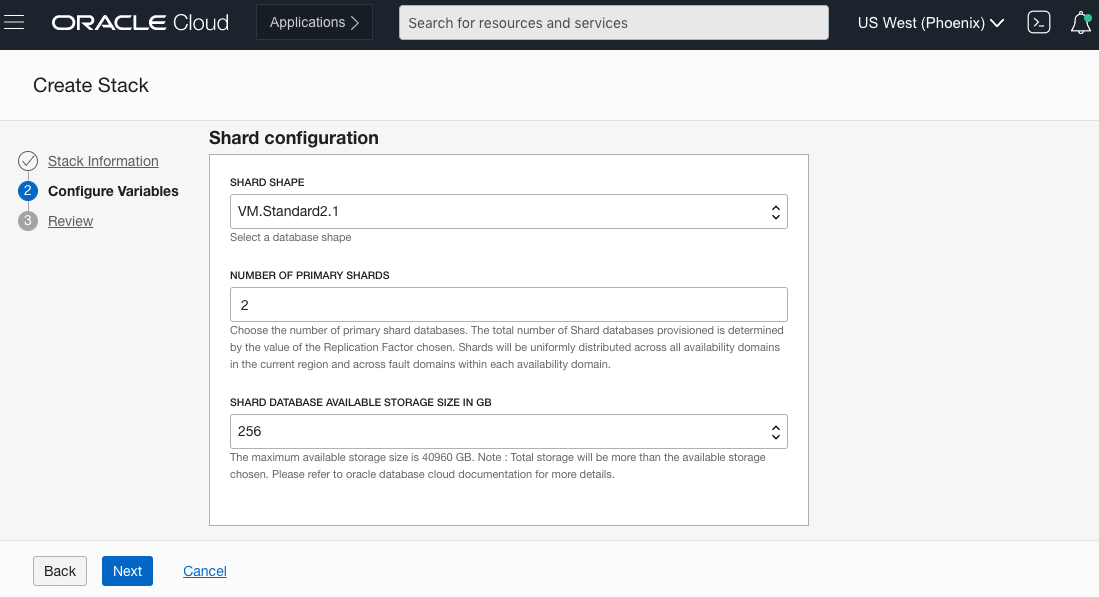 ORACLE Cloud
Applications
Search for resources and services
US West (Phoenix)
Create Stack
Stack Information
2 Configure Variables
3 Review
Shard configuration
SHARD SHAPE
VM.Standard2.1
Select a database shape
NUMBER OF PRIMARY SHARDS
2
Choose the number of primary shard databases. The total number of Shard databases provisioned is determined
by the value of the Replication Factor chosen. Shards will be uniformly distributed across all availability domains
in the current region and across fault domains within each availability domain.
SHARD DATABASE AVAILABLE STORAGE SIZE IN GB
256
The maximum available storage size is 40960 GB. Note : Total storage will be more than the available storage
chosen. Please refer to oracle database cloud documentation for more details.
Back
Next
Cancel